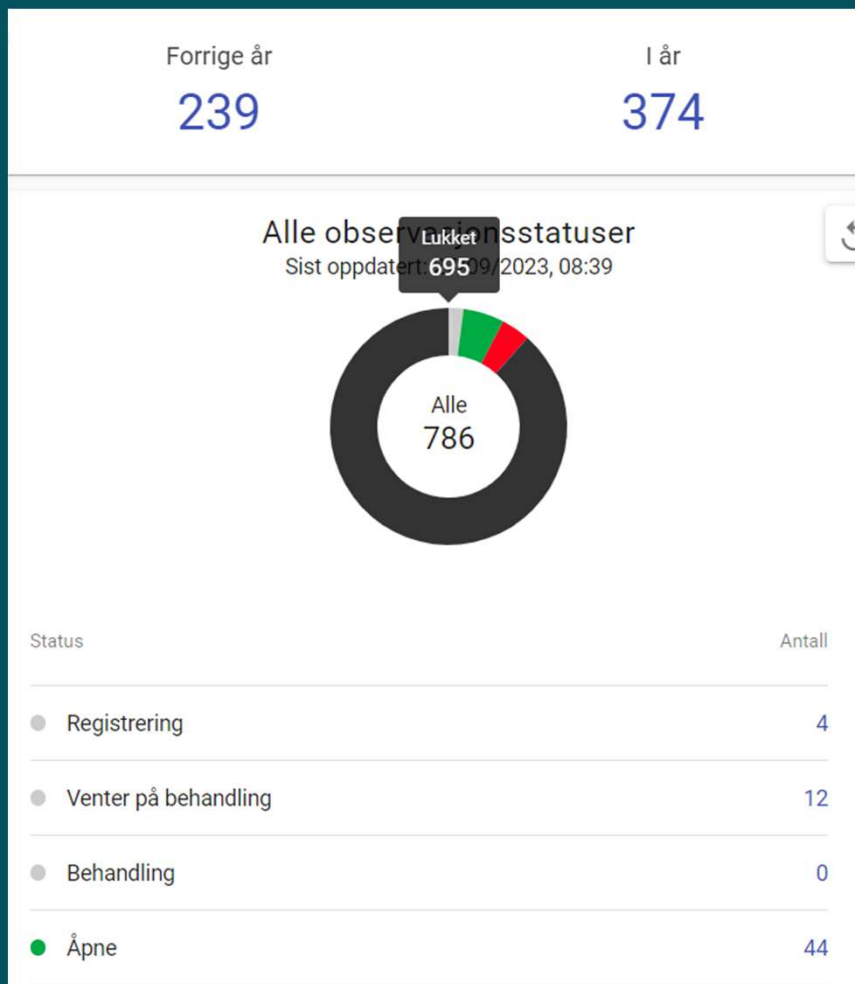 Forrige år
I år
239
374
Alle observasjonsstatuser
Lukket
Sist oppdatert: 09/2023, 08:39
695
Alle
786
Status
Antall
Registrering
4
Venter på behandling
12
Behandling
0
Åpne
44